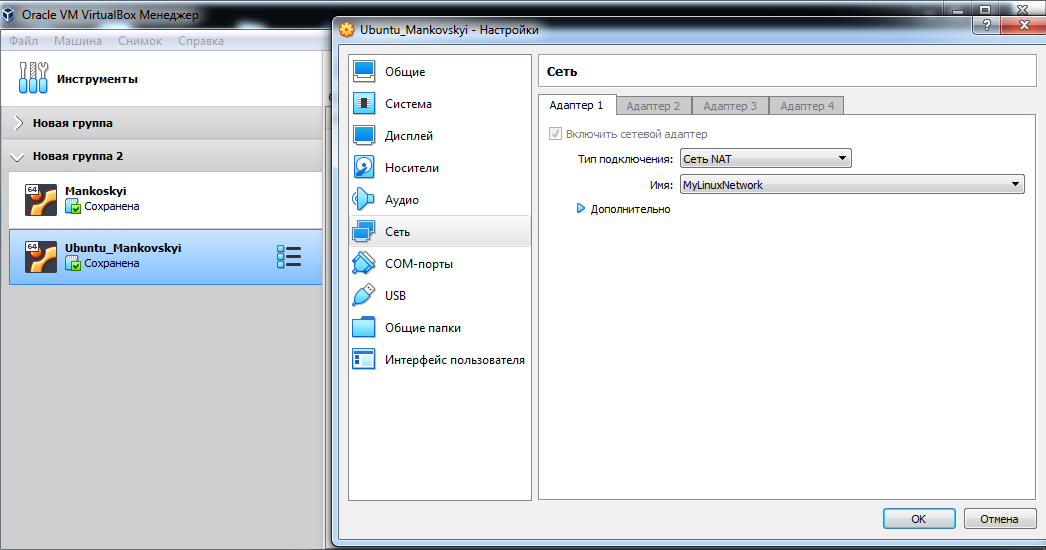 Oracle VM VirtualBox Менеджер
Файл Машина Снимок Справка
Инструменты
Новая группа
Новая группа 2
64
Mankoskyi
Сохранена
64
Ubuntu_Mankovskyi
Сохранена
Ubuntu_Mankovskyi - Настройки
?
Общие
Система
Дисплей
Носители
Аудио
Сеть
COM-порты
USB
Общие папки
Интерфейс пользователя
Сеть
Адаптер 1 Адаптер 2 Адаптер 3 Адаптер 4
Включить сетевой адаптер
Тип подключения: Сеть NAT
Имя: MyLinuxNetwork
Дополнительно
OK Отмена